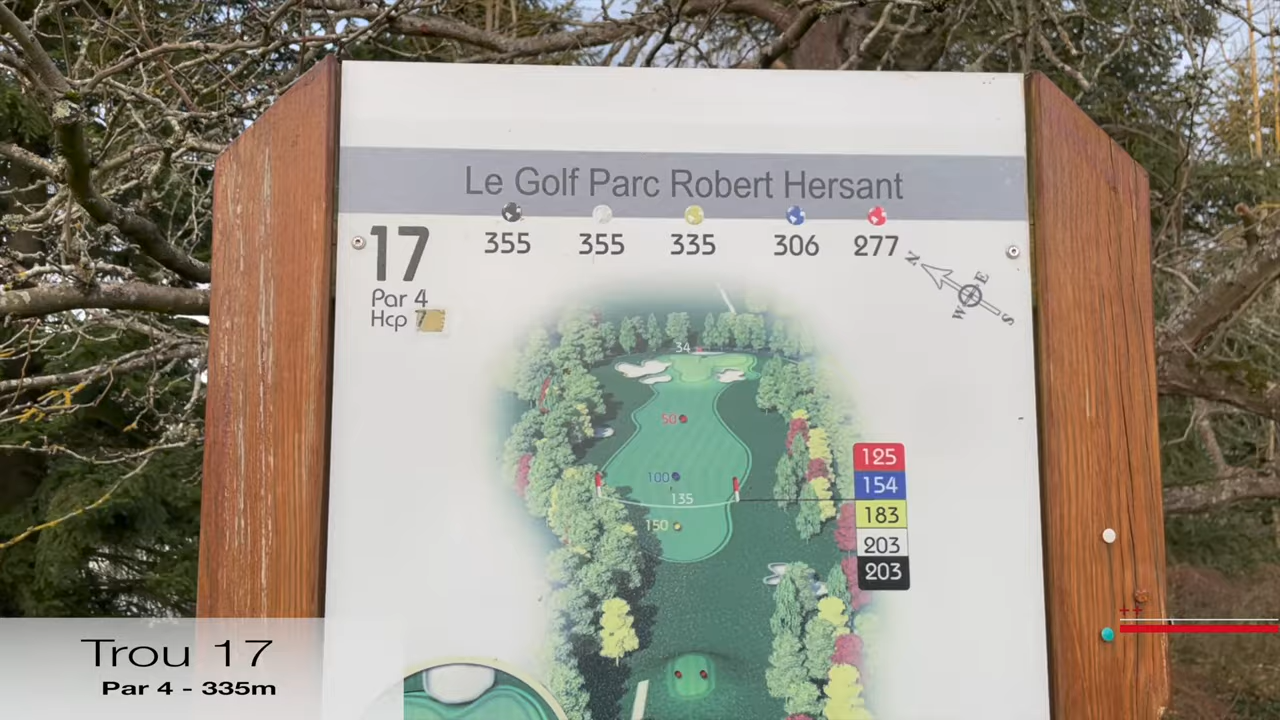 Le Golf Parc Robert Hersant
17
355 355 335 306 277
Par 4
Hcp 7
N
E
W
S
34
50
100
135
150
125
154
183
203
203
Trou 17
Par 4 - 335m